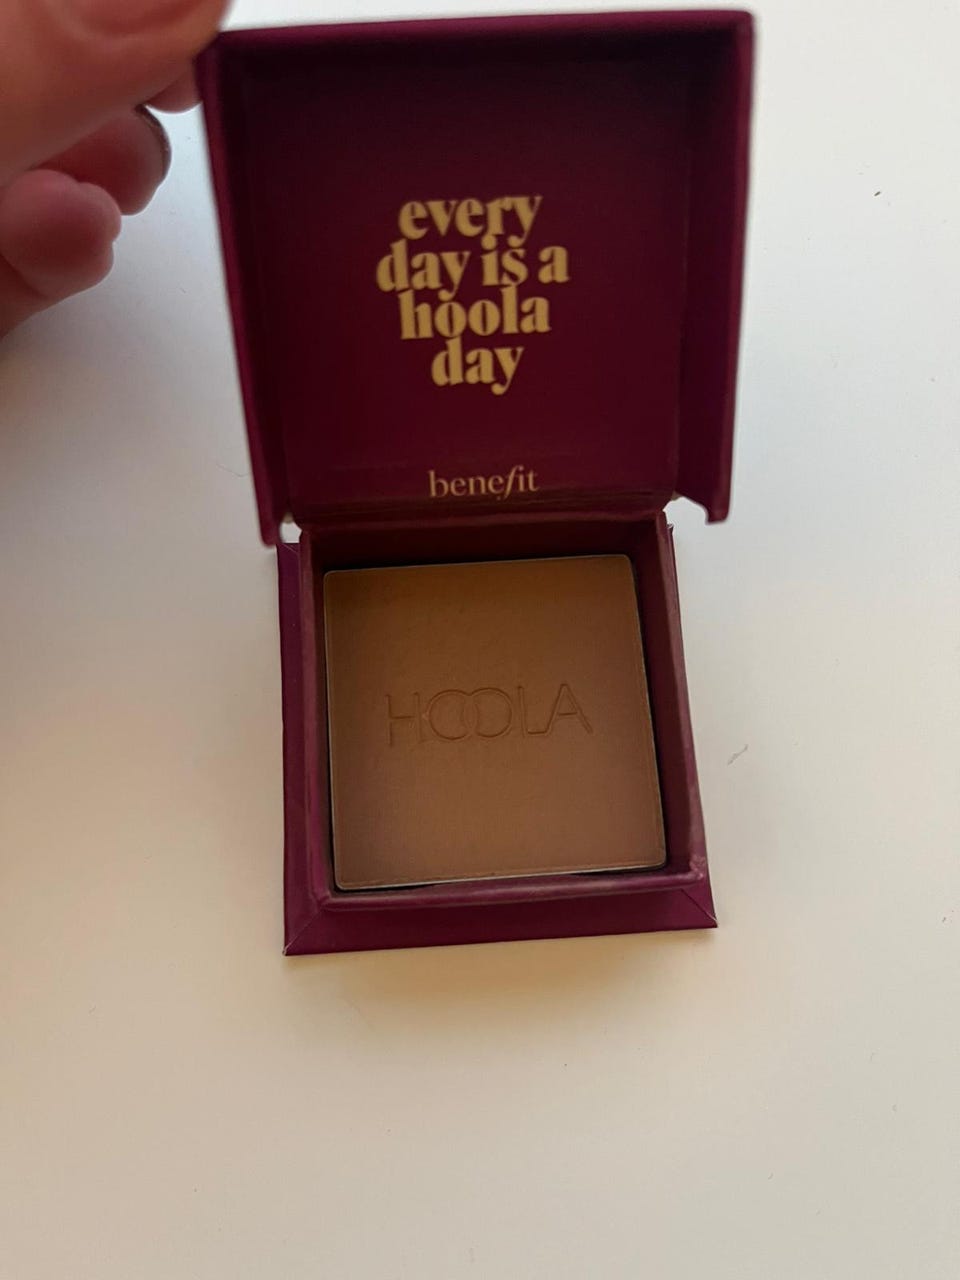 every
day is a
hoola
day
benefit
HOOLA